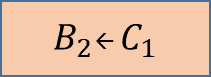 B₂ ← C₁